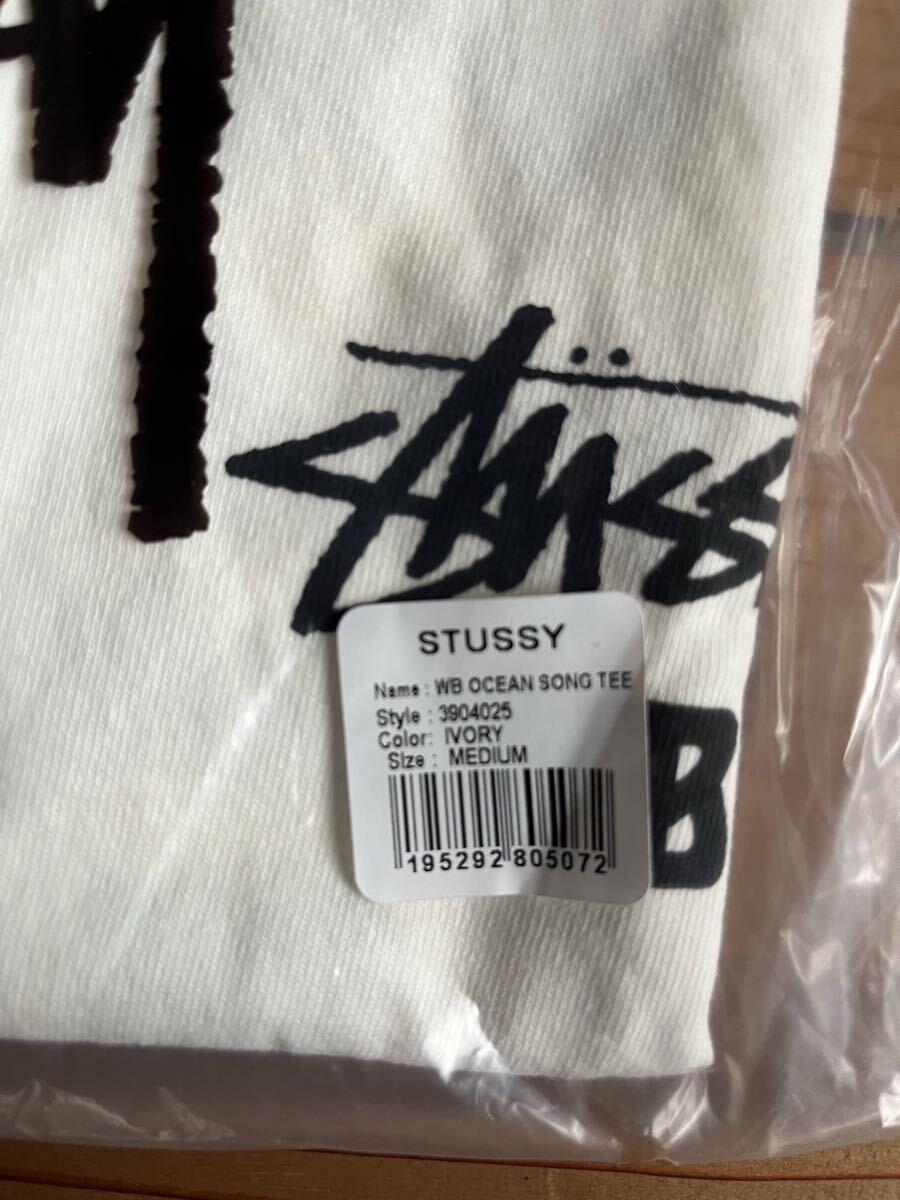 STUSSY
Name : WB OCEAN SONG TEE
Style : 3904025
Color: IVORY
Size : MEDIUM
195292 805072
B